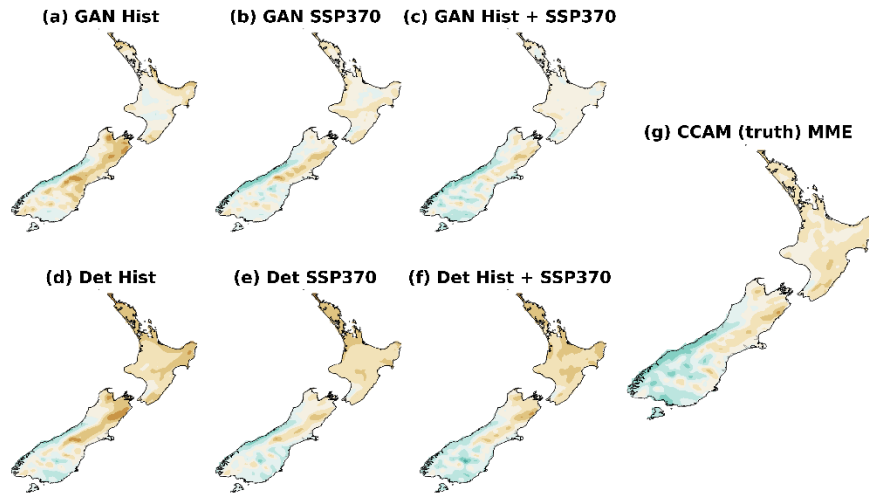 (a) GAN Hist
(b) GAN SSP370
(c) GAN Hist + SSP370
(g) CCAM (truth) MME
(d) Det Hist
(e) Det SSP370
(f) Det Hist + SSP370